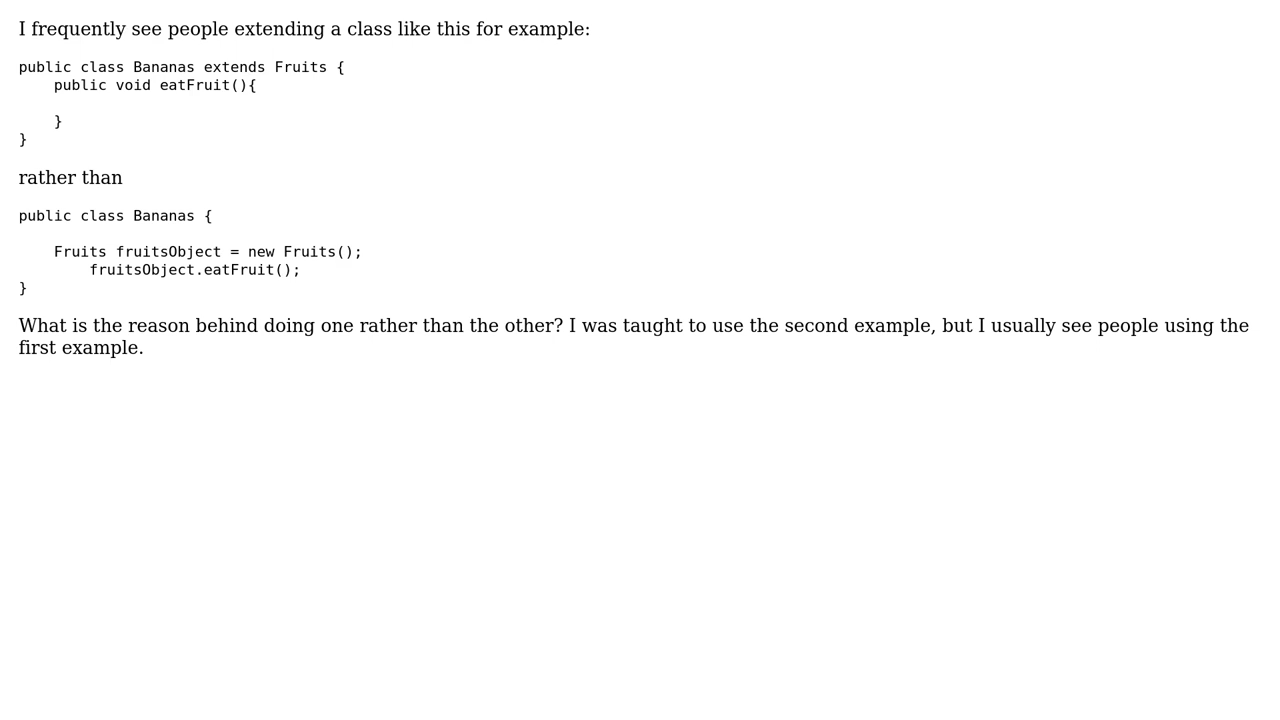 I frequently see people extending a class like this for example:
public class Bananas extends Fruits {
    public void eatFruit(){
    }
}
rather than
public class Bananas {
    Fruits fruitsObject = new Fruits();
        fruitsObject.eatFruit();
}
What is the reason behind doing one rather than the other? I was taught to use the second example, but I usually see people using the
first example.